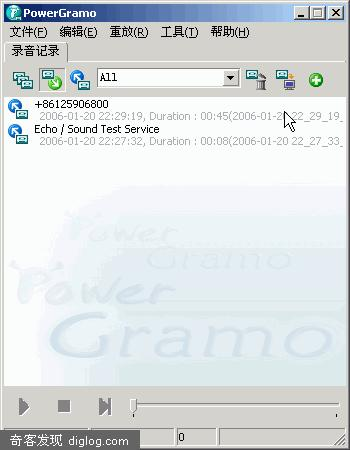 PowerGramo
文件(F) 编辑(E) 重放(R) 工具(T) 帮助(H)
录音记录
All
+86125906800
2006-01-20 22:29:19, Duration : 00:45(2006-01-20 22_29_19_
Echo / Sound Test Service
2006-01-20 22:27:32, Duration : 00:08(2006-01-20 22_27_33_
Power
Gramo
Power
Gramo
0
奇客发现 diglog.com